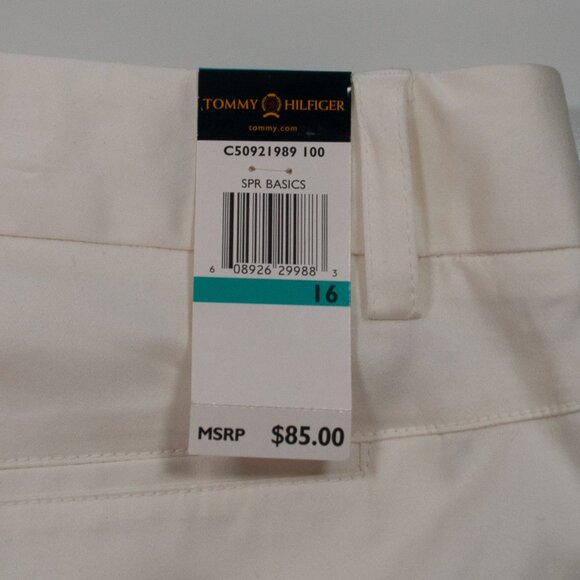 TOMMY HILFIGER
tommy.com
C50921989 100
SPR BASICS
6 08926 29988 3
16
MSRP $85.00